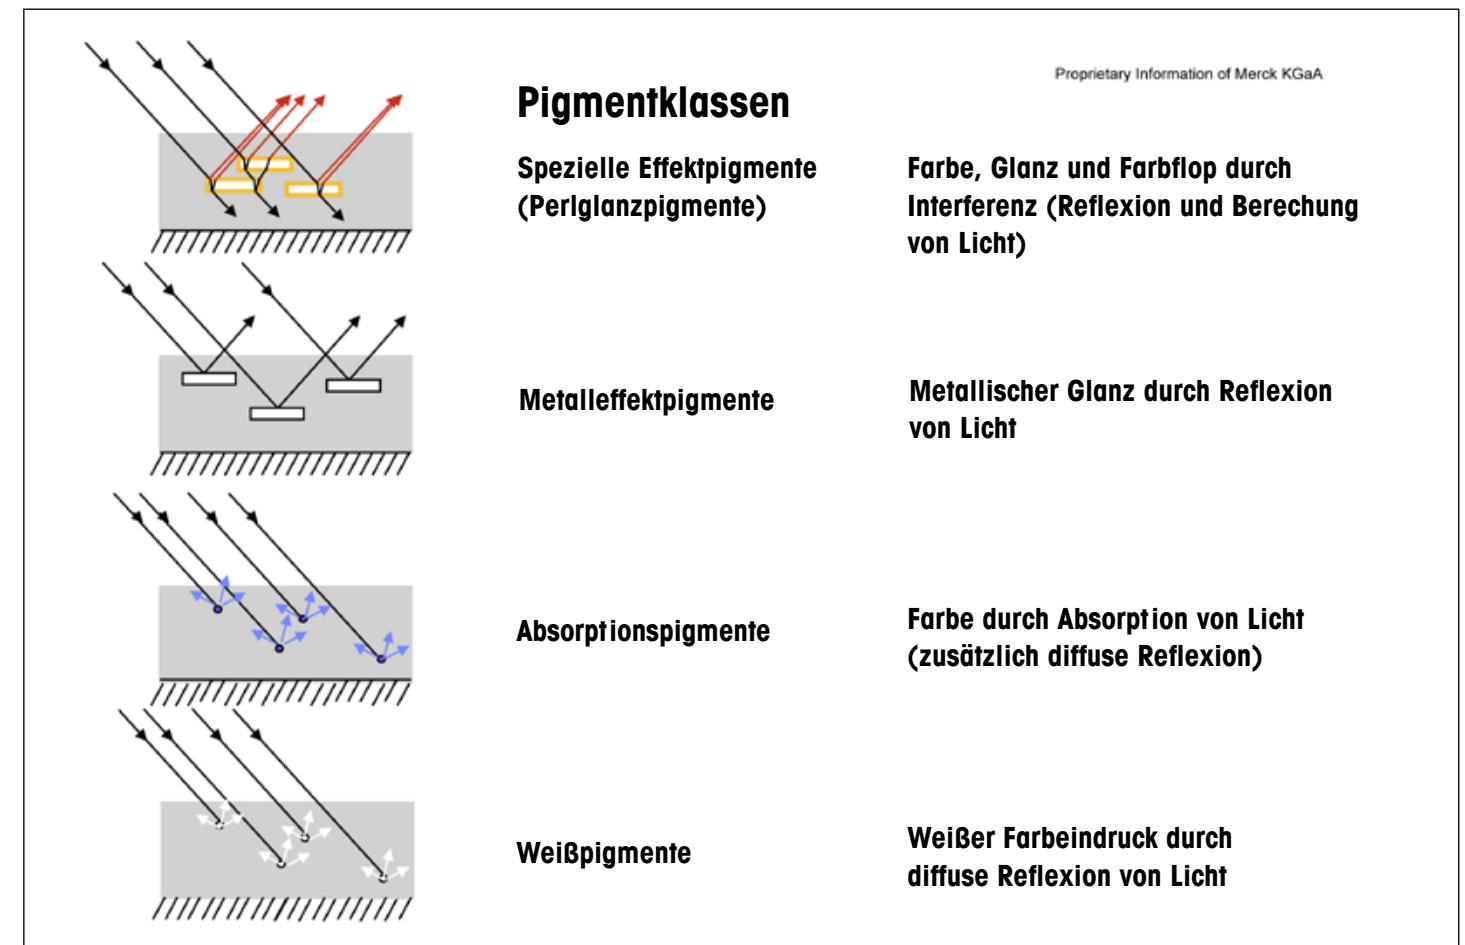 Proprietary Information of Merck KGaA
Pigmentklassen
Spezielle Effektpigmente
(Perlglanzpigmente)
Farbe, Glanz und Farbflop durch
Interferenz (Reflexion und Berechung
von Licht)
Metalleffektpigmente
Metallischer Glanz durch Reflexion
von Licht
Absorptionspigmente
Farbe durch Absorption von Licht
(zusätzlich diffuse Reflexion)
Weißpigmente
Weißer Farbeindruck durch
diffuse Reflexion von Licht